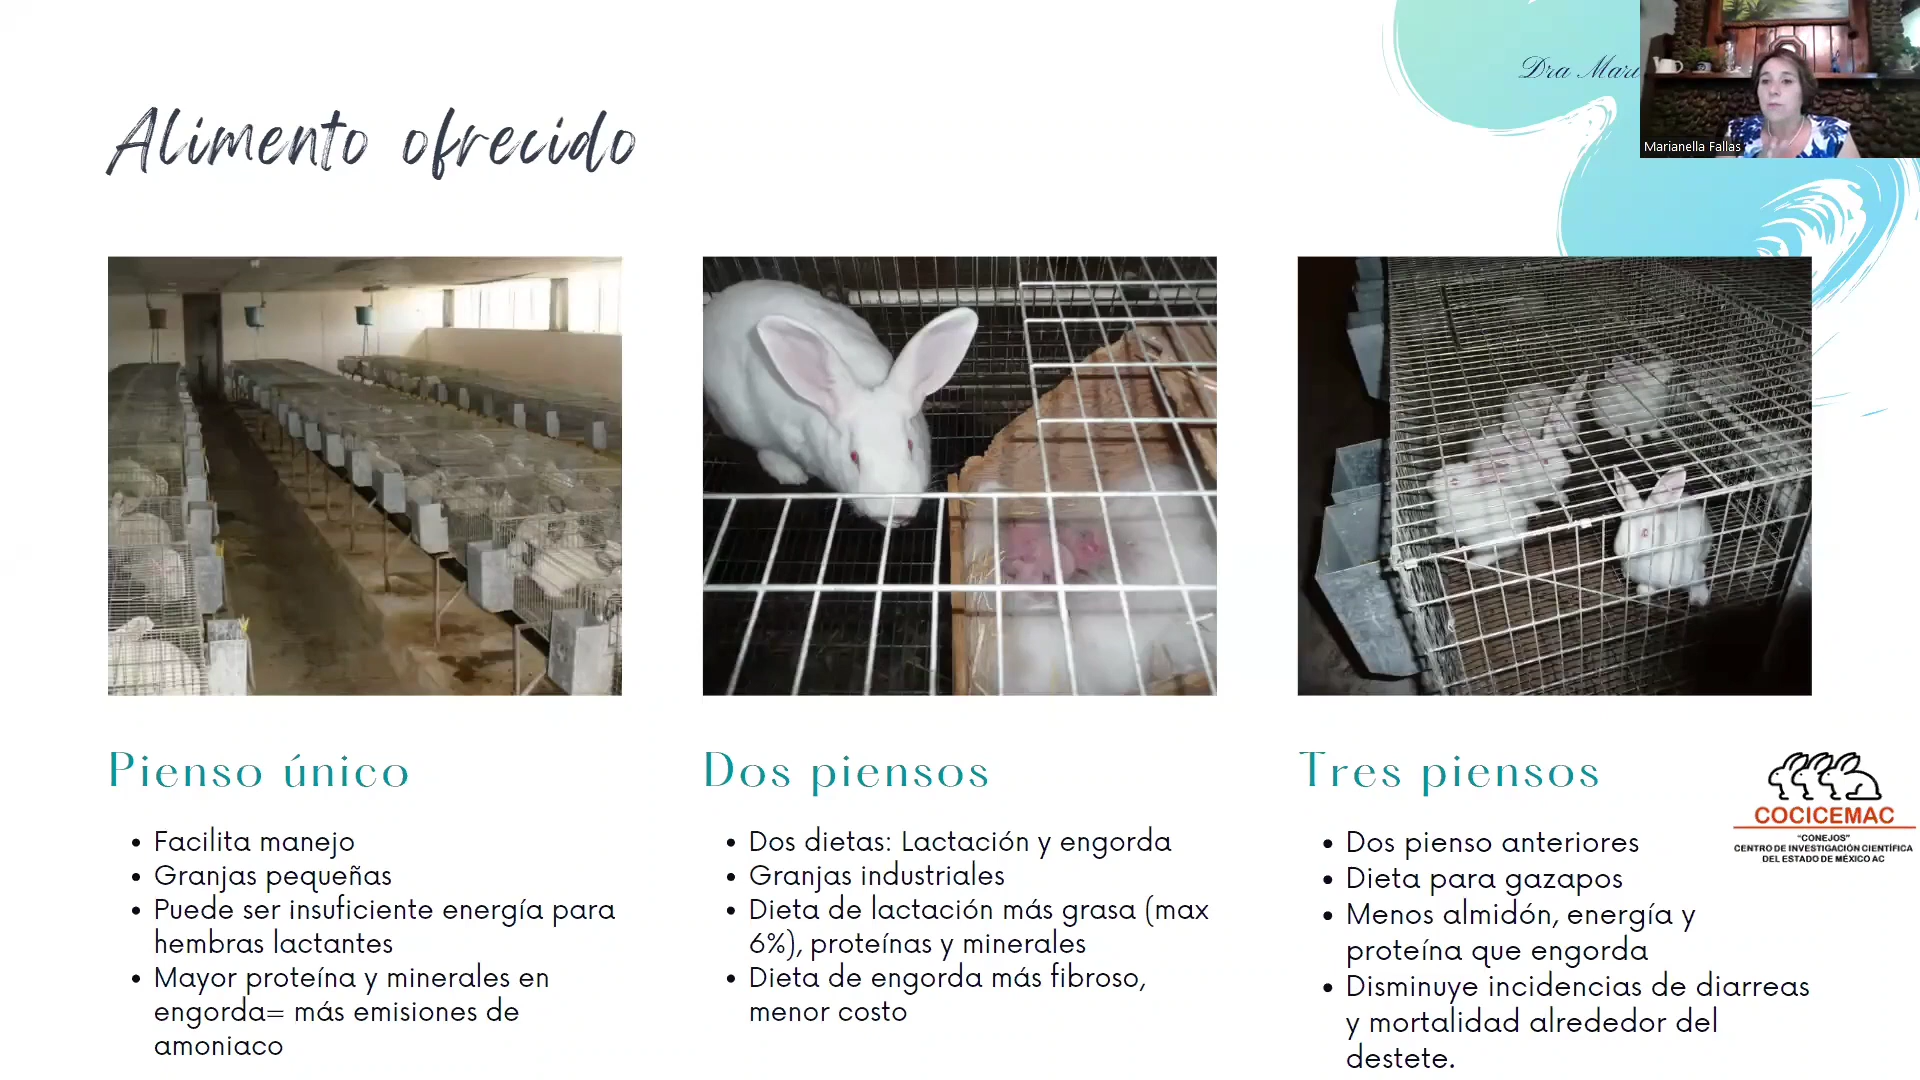 Alimento ofrecido
Dra
Marianella Fallas
Pienso único
Facilita manejo
Granjas pequeñas
Puede ser insuficiente energía para
hembras lactantes
Mayor proteína y minerales en
engorda= más emisiones de
amoniaco
Dos piensos
Dos dietas: Lactación y engorda
Granjas industriales
Dieta de lactación más grasa (max
6%), proteínas y minerales
Dieta de engorda más fibroso,
menor costo
Tres piensos
Dos pienso anteriores
Dieta para gazapos
Menos almidón, energía y
proteína que engorda
Disminuye incidencias de diarreas
y mortalidad alrededor del
destete.
COCICEMAC
"CONEJOS"
CENTRO DE INVESTIGACIÓN CIENTÍFICA
DEL ESTADO DE MÉXICO AC